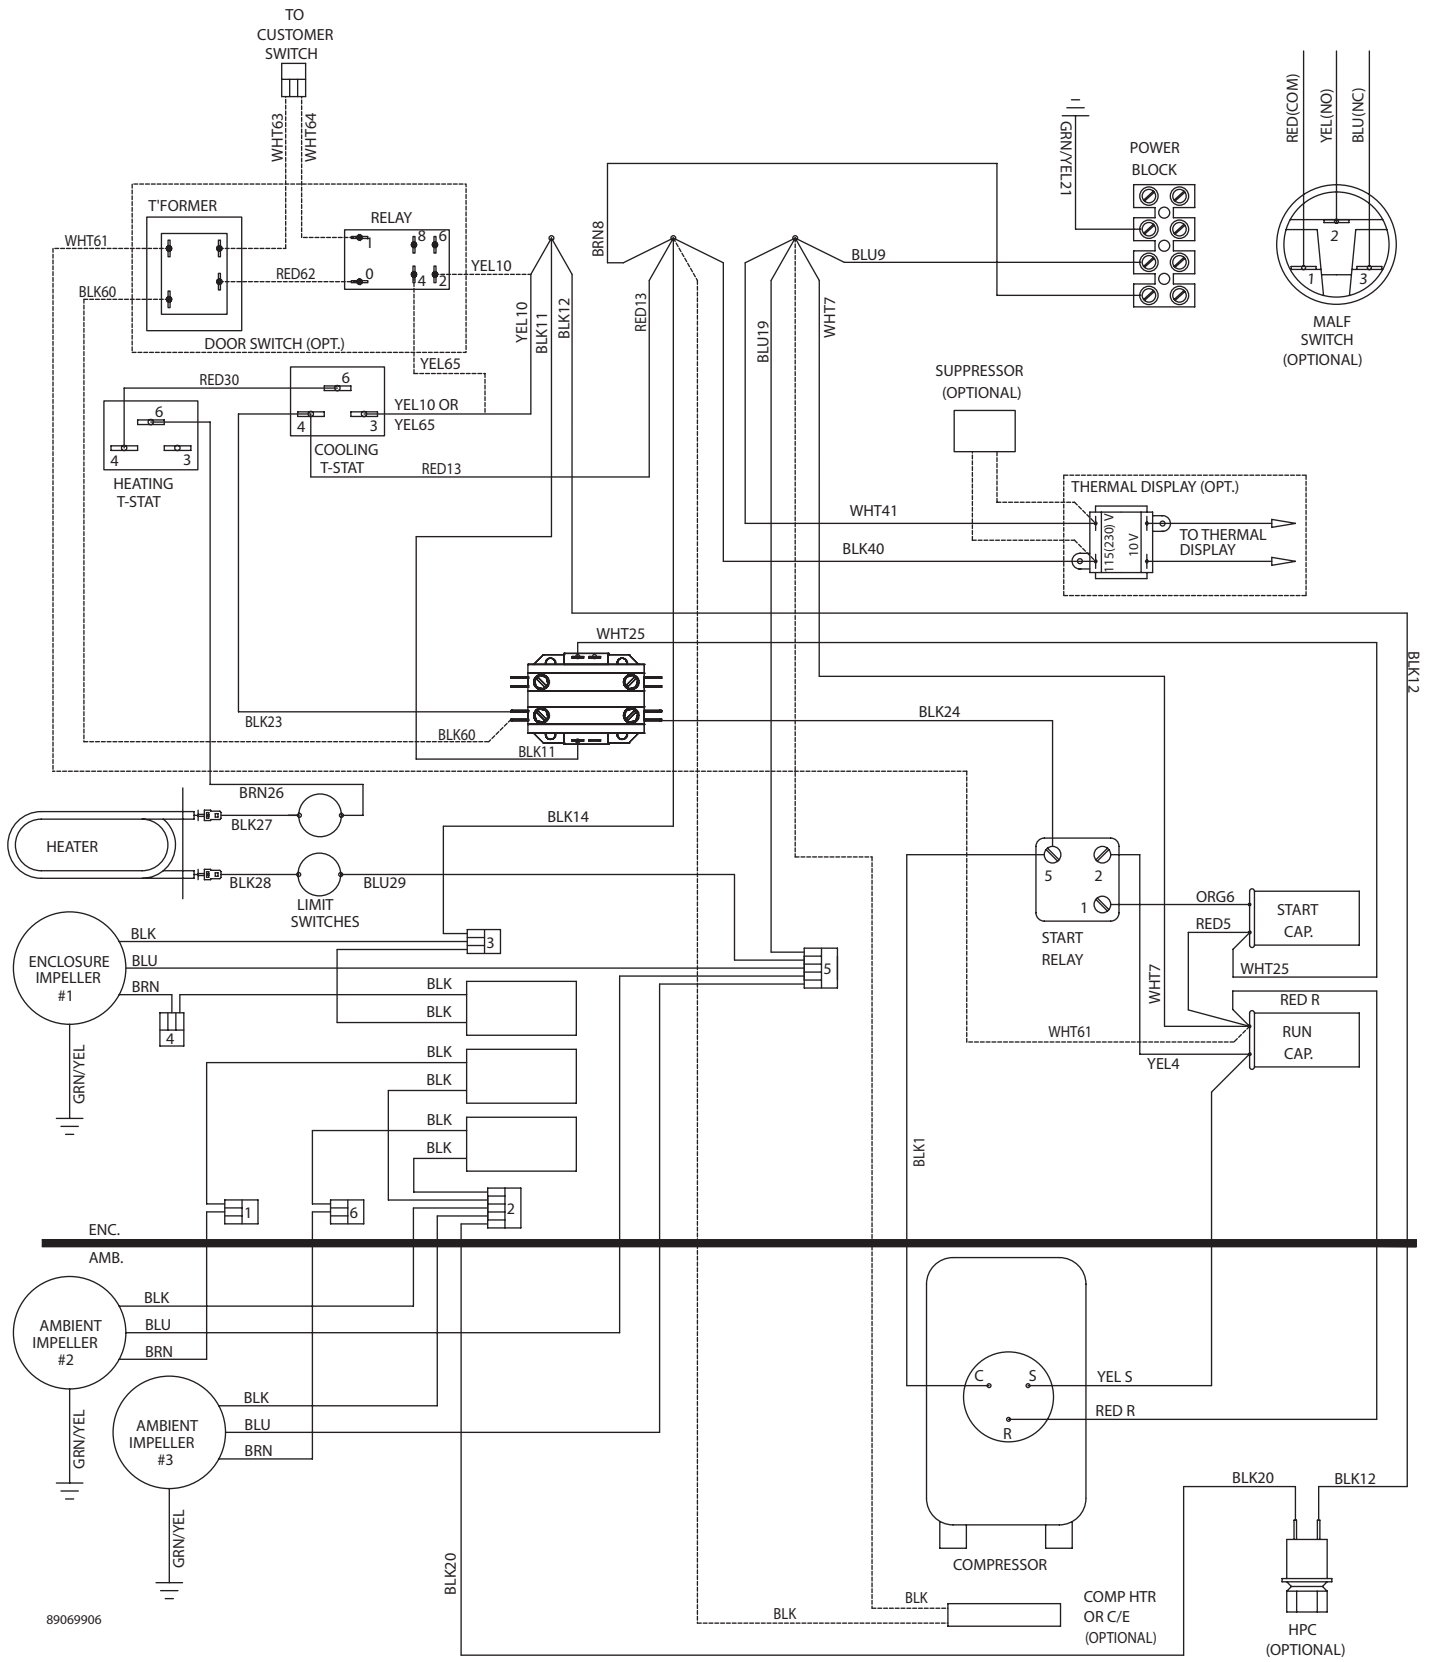 TO
CUSTOMER
SWITCH
WHT63
WHT64
RED(COM)
YEL(NO)
BLU(NC)
GRN/YEL21
POWER
BLOCK
T'FORMER
RELAY
8 6
0
4 2
WHT61
RED62
BLK60
DOOR SWITCH (OPT.)
YEL10
YEL10
BLK11
BLK12
BRN8
RED13
BLU19
WHT7
BLU9
2
1
3
MALF
SWITCH
(OPTIONAL)
YEL65
RED30
6
YEL10 OR
YEL65
4
3
COOLING
T-STAT
6
4
3
HEATING
T-STAT
RED13
SUPPRESSOR
(OPTIONAL)
THERMAL DISPLAY (OPT.)
WHT41
BLK40
115(230) V
10 V
TO THERMAL
DISPLAY
WHT25
BLK12
BLK23
BLK60
BLK11
BLK24
BRN26
BLK27
HEATER
BLK28
BLU29
LIMIT
SWITCHES
BLK14
5
2
1
START
RELAY
ORG6
RED5
START
CAP.
WHT25
RED R
WHT7
WHT61
YEL4
RUN
CAP.
ENCLOSURE
IMPELLER
#1
BLK
BLU
BRN
3
5
4
GRN/YEL
BLK
BLK
BLK
BLK
BLK
BLK
BLK1
1
6
2
ENC.
AMB.
AMBIENT
IMPELLER
#2
BLK
BLU
BRN
GRN/YEL
AMBIENT
IMPELLER
#3
BLK
BLU
BRN
GRN/YEL
C
S
R
YEL S
RED R
COMPRESSOR
BLK20
BLK12
BLK20
BLK
BLK
COMP HTR
OR C/E
(OPTIONAL)
HPC
(OPTIONAL)
89069906